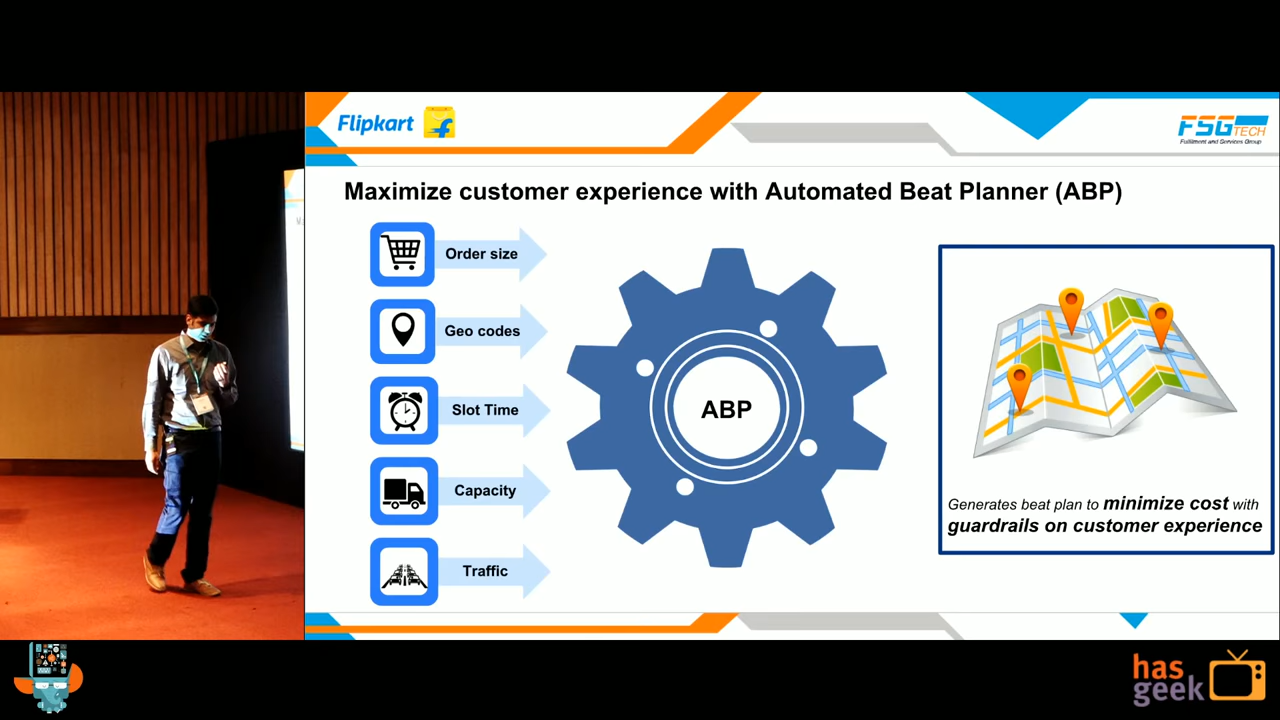 Flipkart
FSG TECH
Fulfilment and Services Group
Maximize customer experience with Automated Beat Planner (ABP)
Order size
Geo codes
Slot Time
Capacity
Traffic
ABP
Generates beat plan to minimize cost with
guardrails on customer experience
has
geek